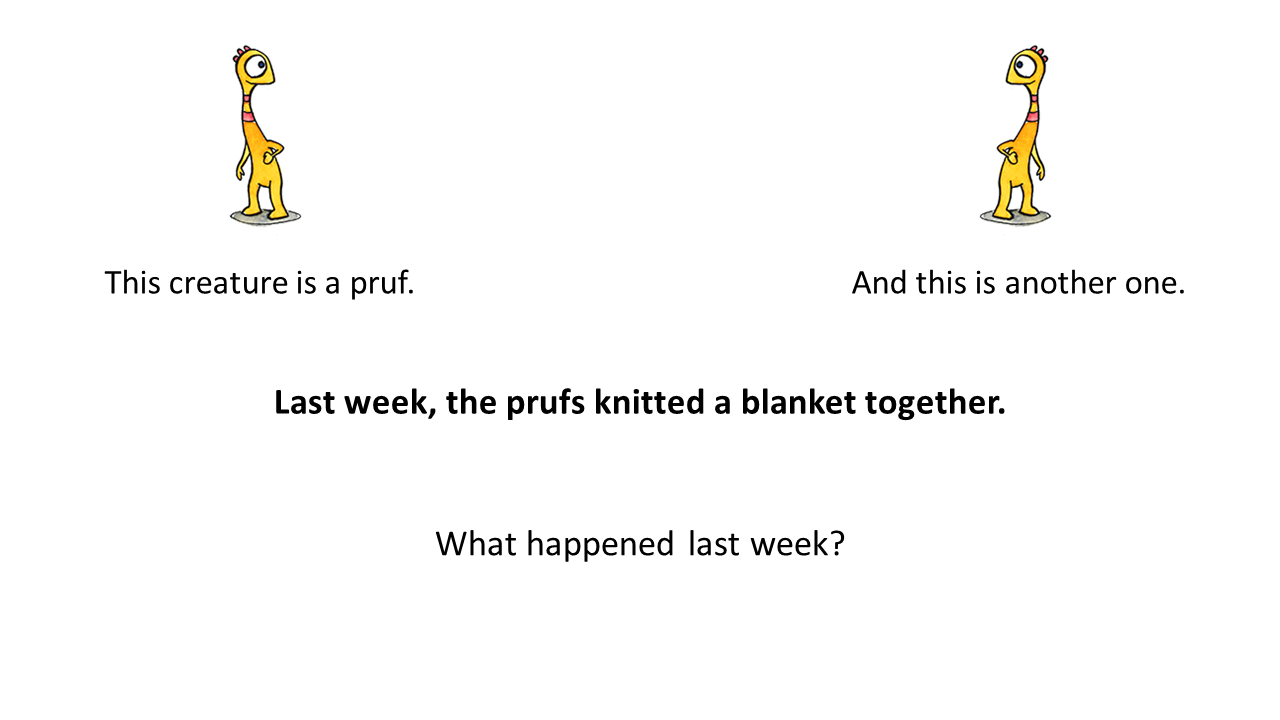 This creature is a pruf.
And this is another one.
Last week, the prufs knitted a blanket together.
What happened last week?